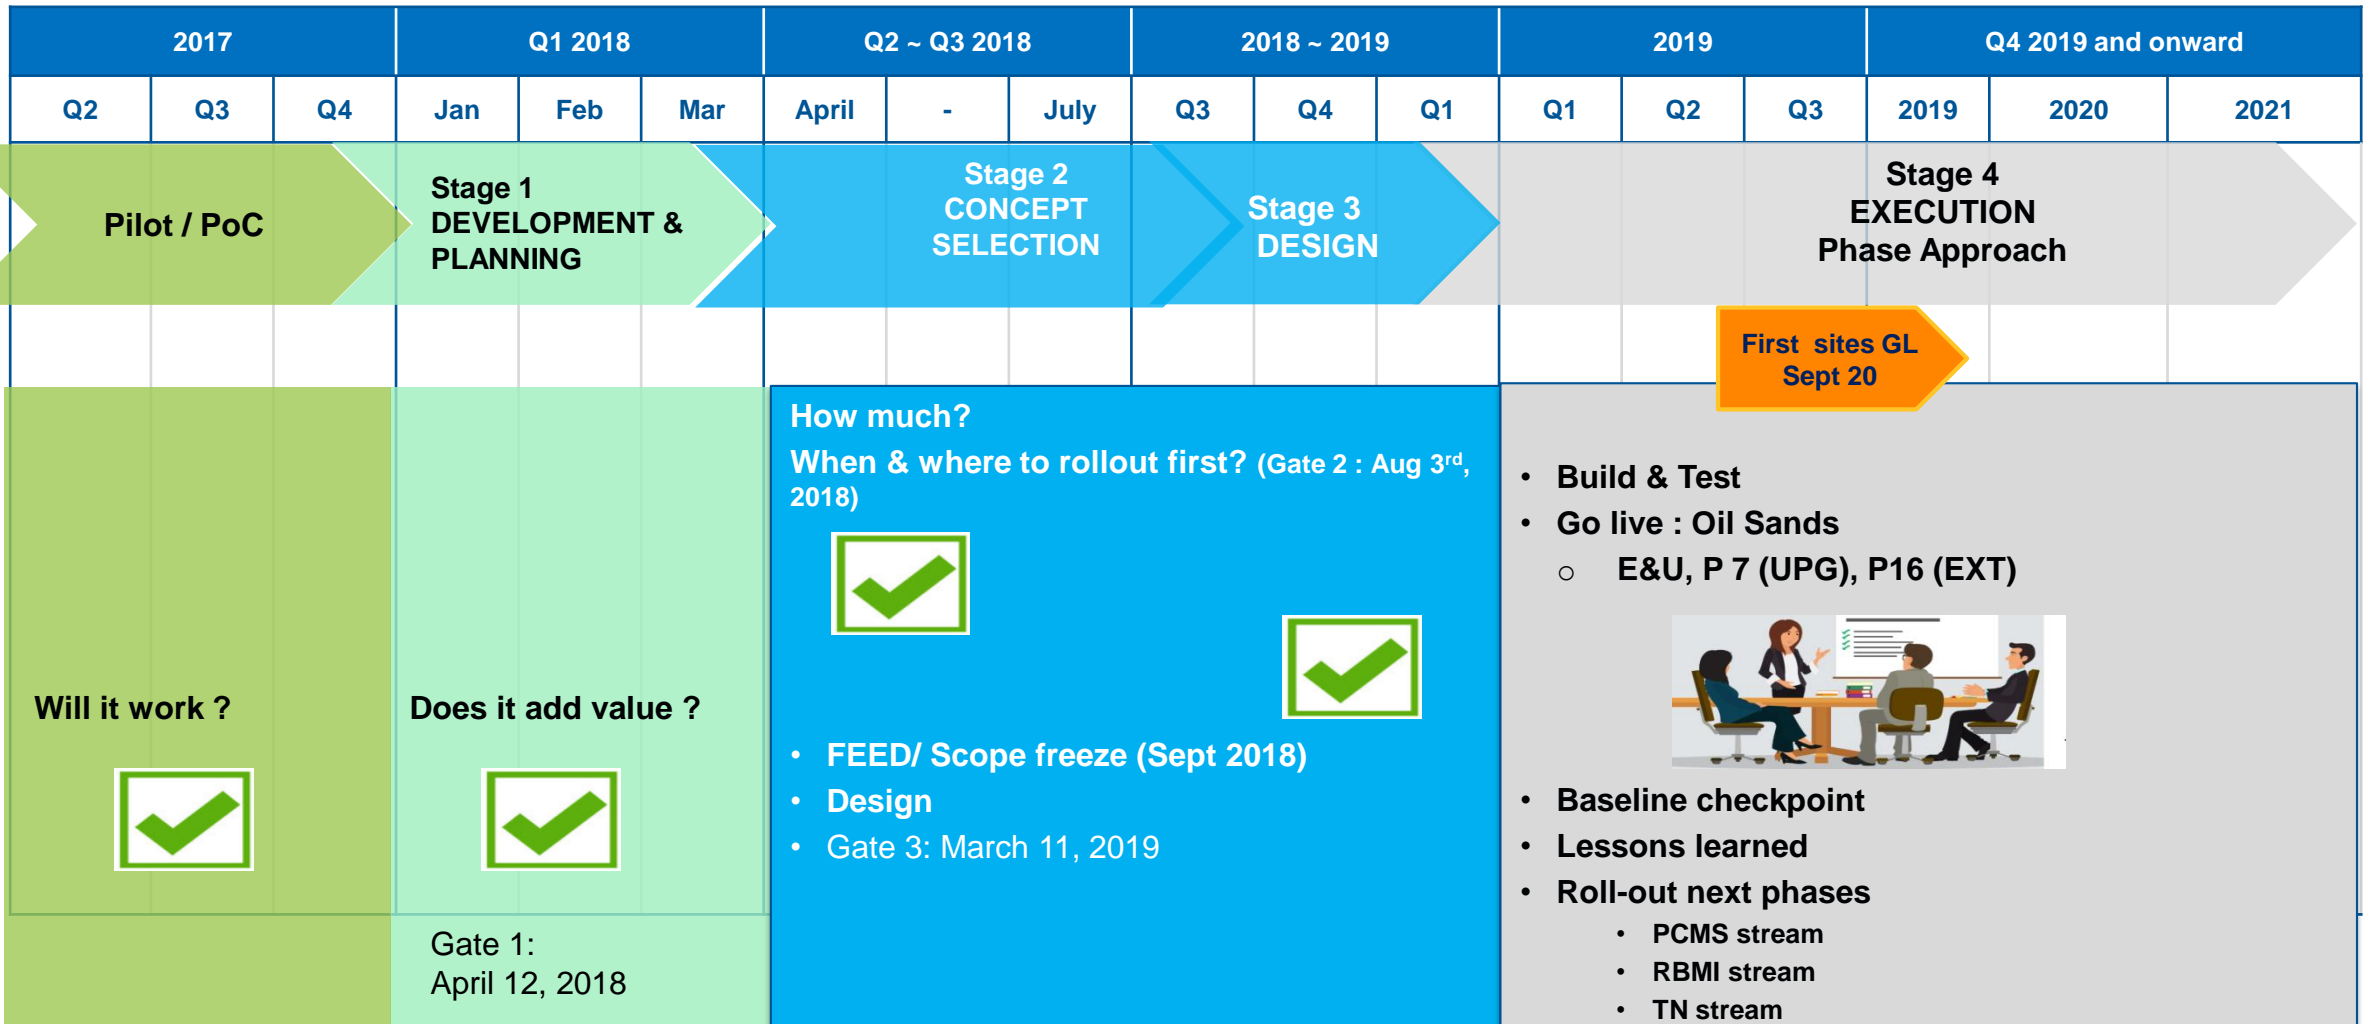 2017
Q1 2018
Q2 ~ Q3 2018
2018 ~ 2019
2019
Q4 2019 and onward
Q2
Q3
Q4
Jan
Feb
Mar
April
-
July
Q3
Q4
Q1
Q1
Q2
Q3
2019
2020
2021
Pilot / PoC
Stage 1
DEVELOPMENT &
PLANNING
Stage 2
CONCEPT
SELECTION
Stage 3
DESIGN
Stage 4
EXECUTION
Phase Approach
First sites GL
Sept 20
Will it work ?
Does it add value ?
Gate 1:
April 12, 2018
How much?
When & where to rollout first? (Gate 2 : Aug 3rd,
2018)
• FEED/ Scope freeze (Sept 2018)
• Design
• Gate 3: March 11, 2019
• Build & Test
• Go live : Oil Sands
o E&U, P 7 (UPG), P16 (EXT)
• Baseline checkpoint
• Lessons learned
• Roll-out next phases
• PCMS stream
• RBMI stream
• TN stream